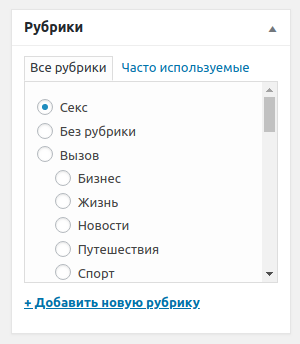 Рубрики
Все рубрики Часто используемые
Секс
Без рубрики
Вызов
Бизнес
Жизнь
Новости
Путешествия
Спорт
+ Добавить новую рубрику